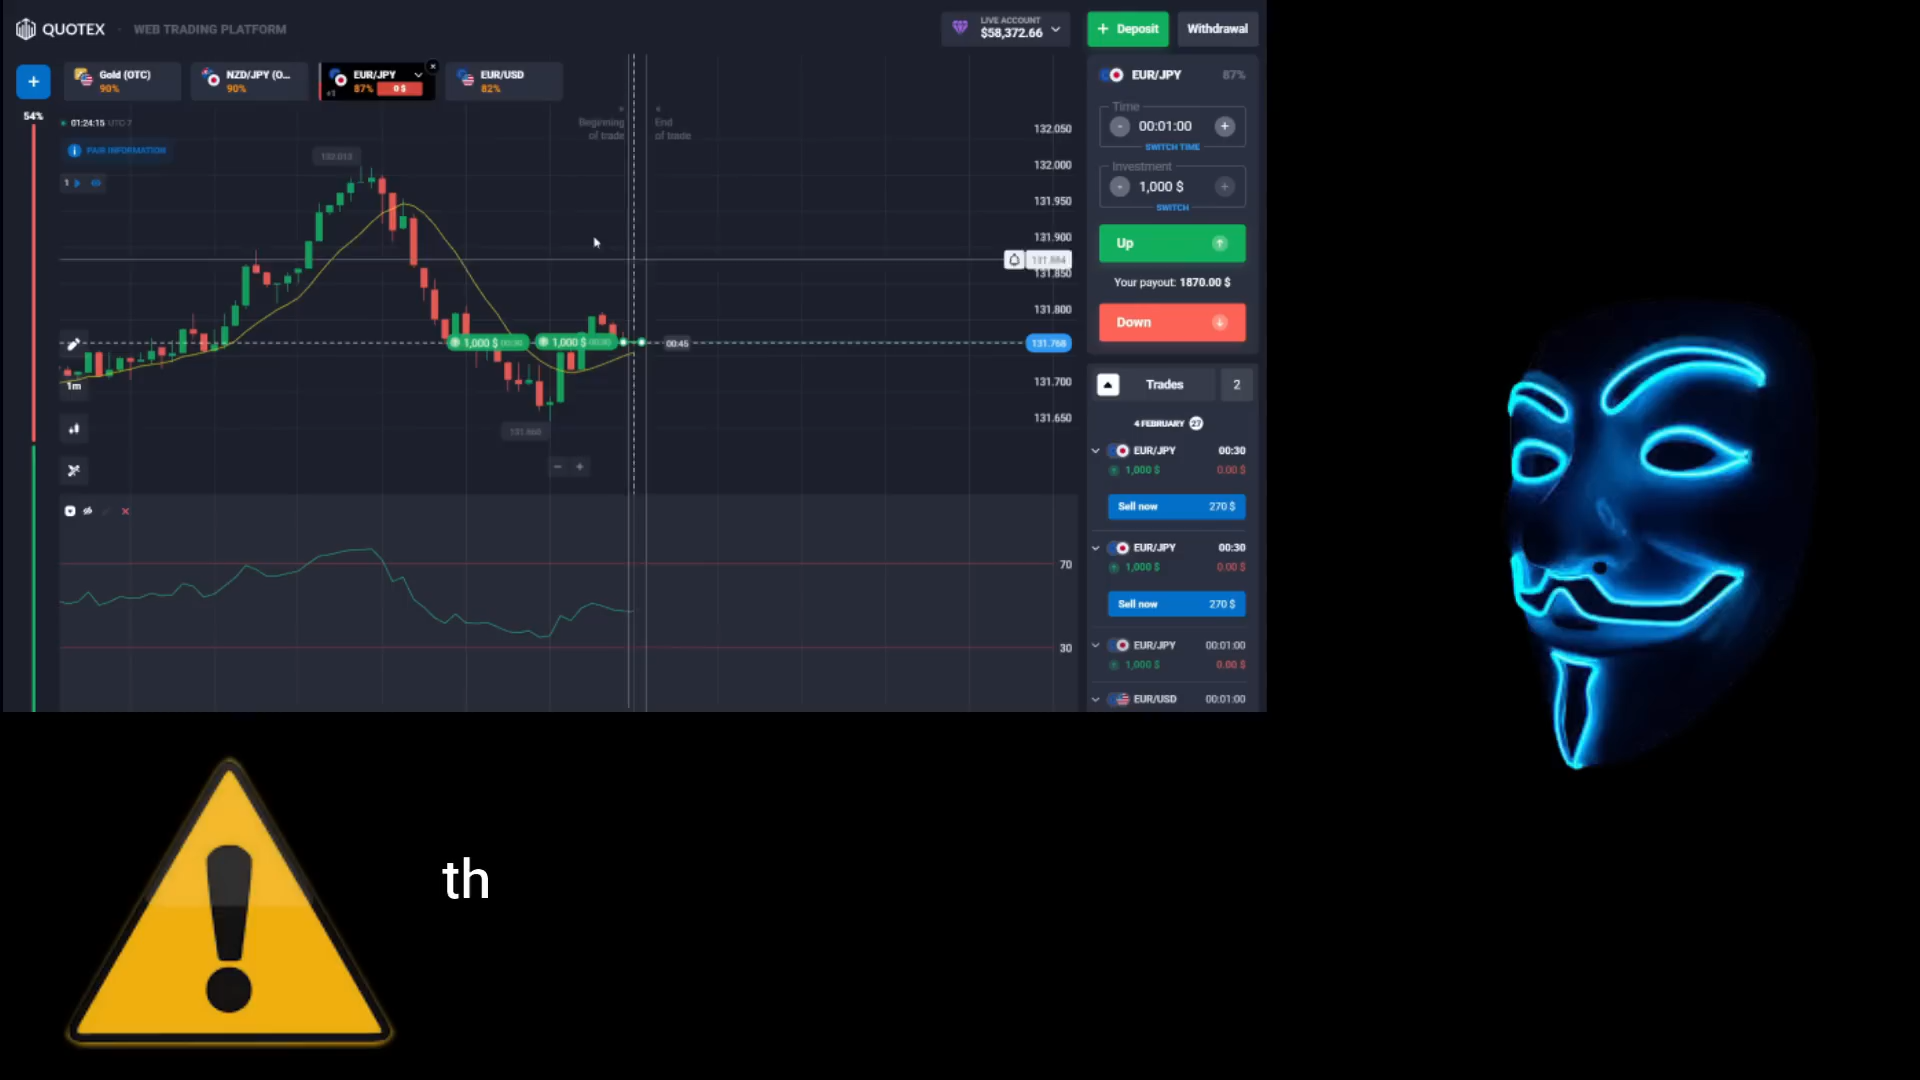 QUOTEX
WEB TRADING PLATFORM
LIVE ACCOUNT
$58,372.66
Deposit
Withdrawal
Gold (OTC)
90%
NZD/JPY (O...
90%
EUR/JPY
87%
0 $
EUR/USD
82%
EUR/JPY
87%
54%
01:24:15
PAIR INFORMATION
Beginning
of trade
End
of trade
Time
00:01:00
SWITCH TIME
Investment
1,000 $
SWITCH
Up
Your payout: 1870.00 $
Down
132.050
132.000
131.950
131.900
131.850
131.800
131.768
131.700
131.650
1,000 $
1,000 $
00:45
1m
Trades
2
4 FEBRUARY 27
EUR/JPY 00:30
1,000 $ 0.00 $
Sell now 270 $
EUR/JPY 00:30
1,000 $ 0.00 $
Sell now 270 $
EUR/JPY 00:01:00
1,000 $ 0.00 $
EUR/USD 00:01:00
70
30
th